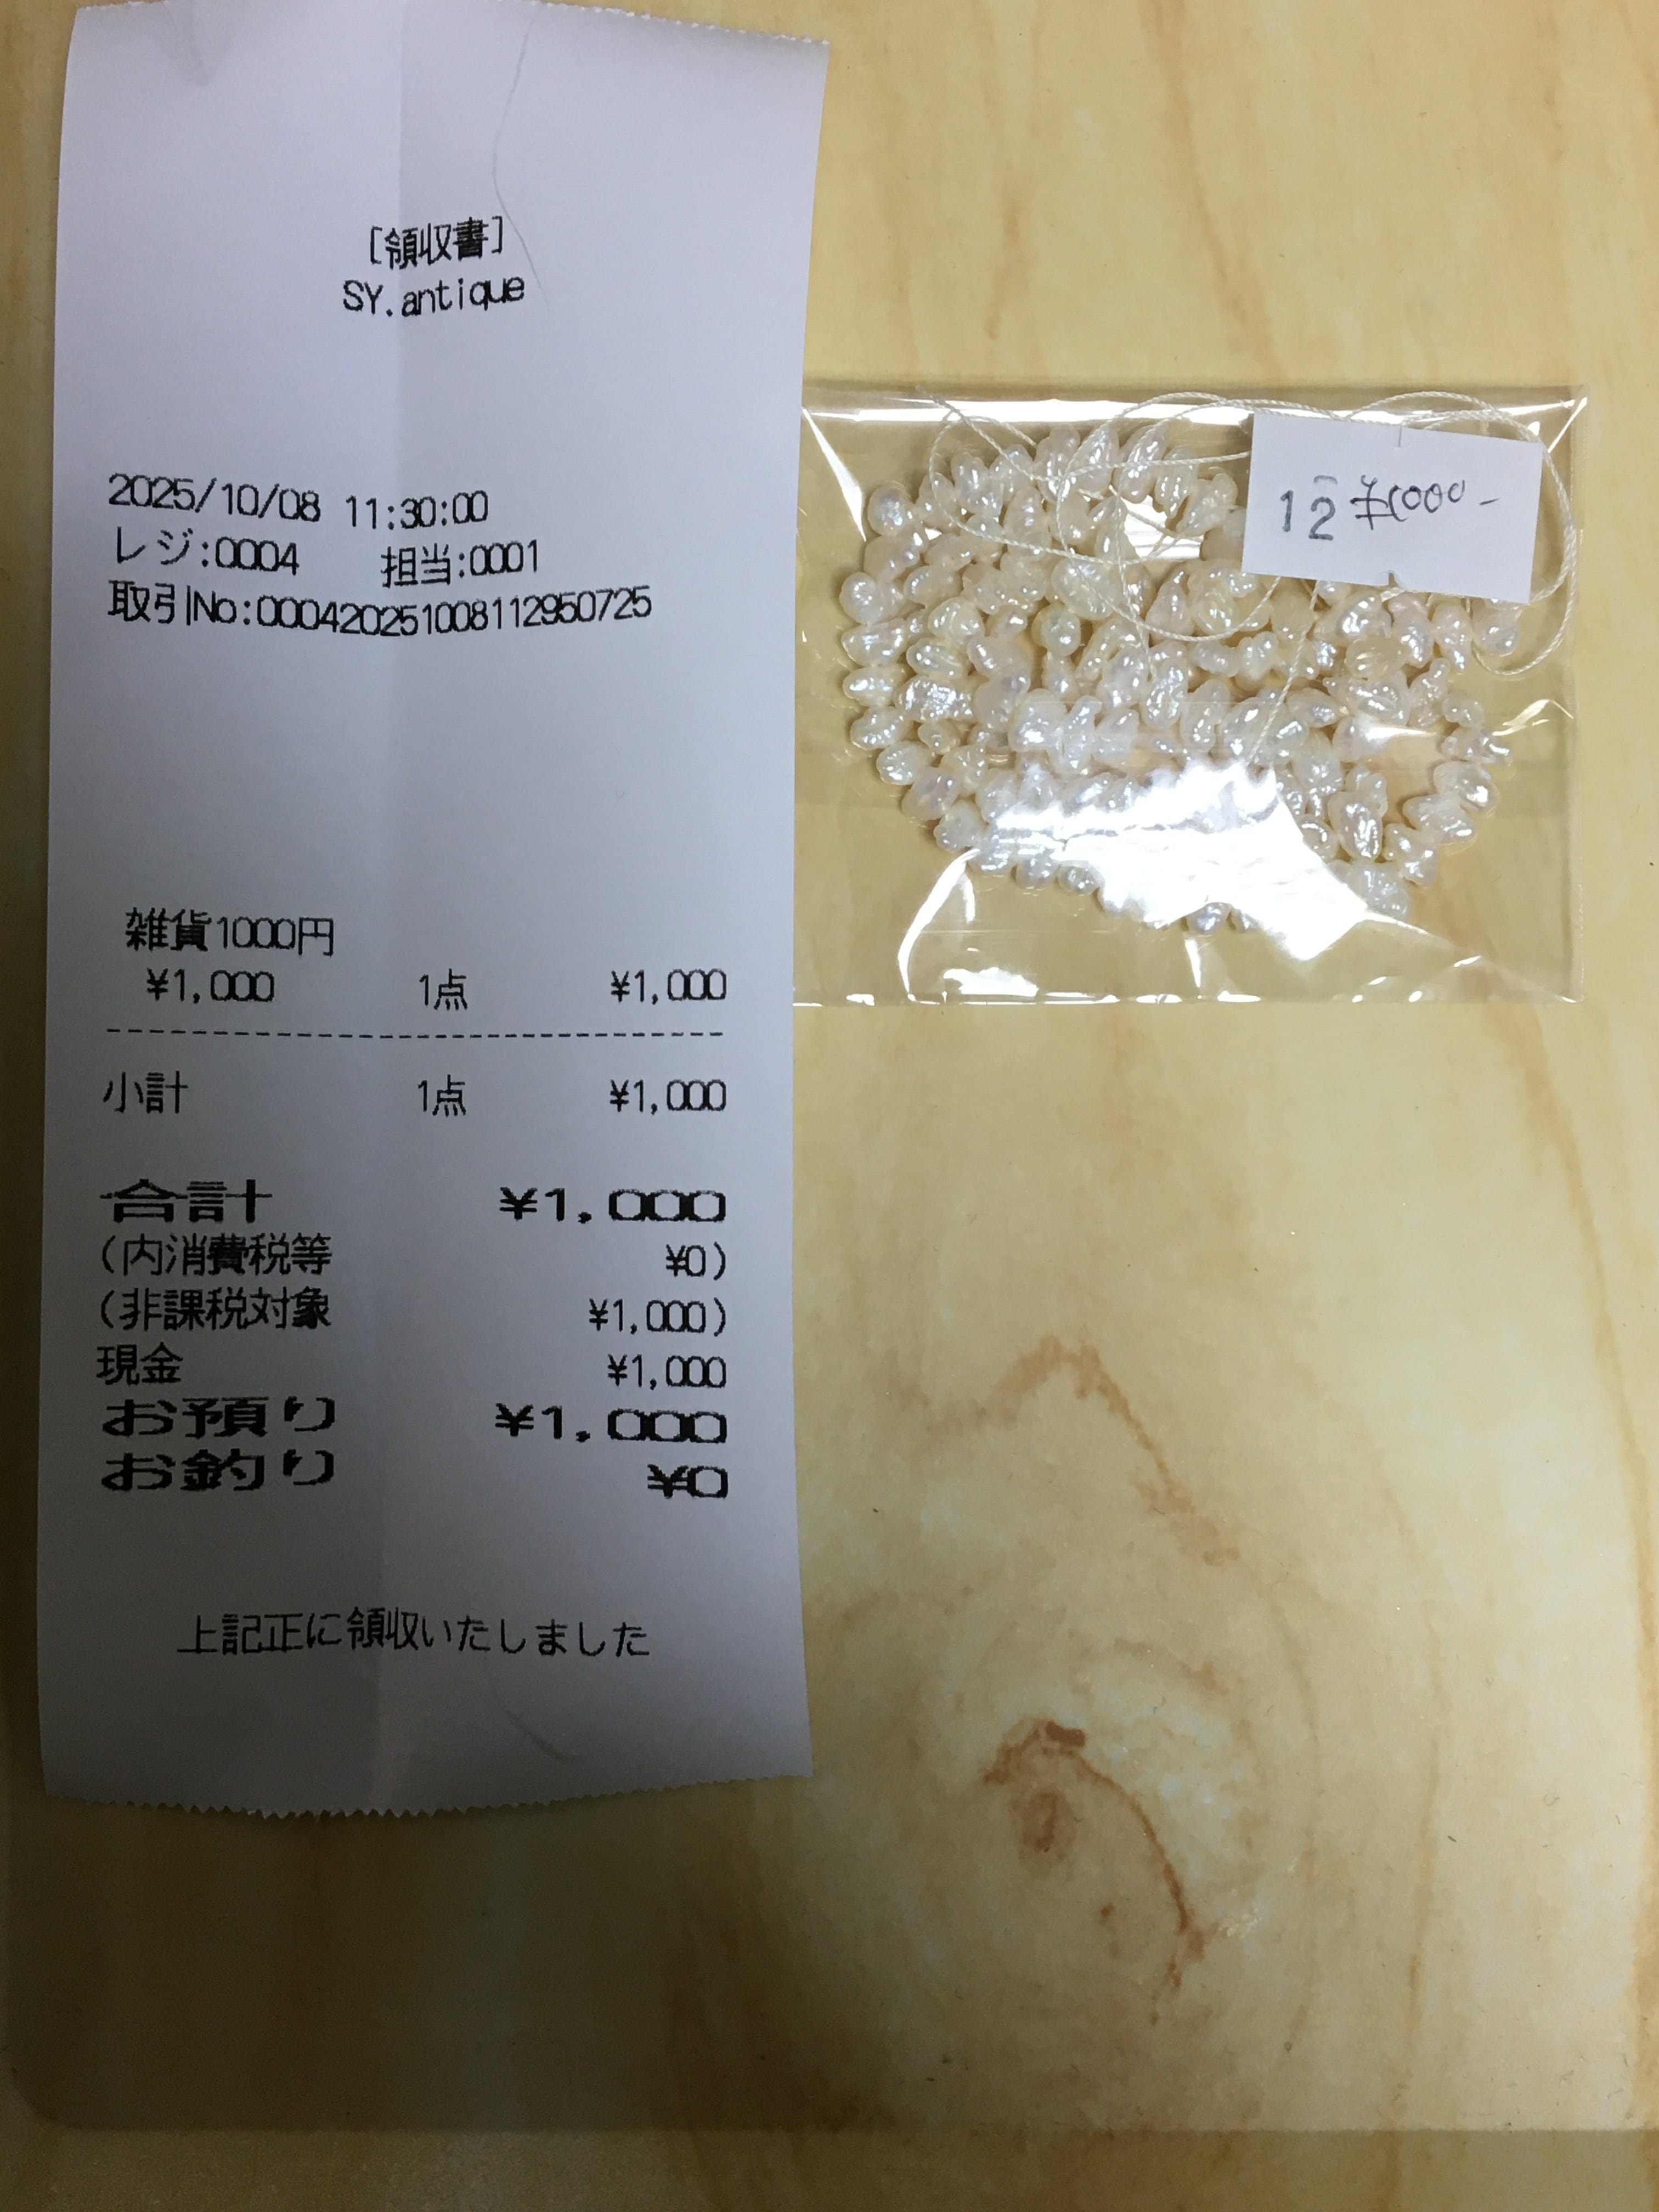 [領収書]
SY.antique
2025/10/08 11:30:00
レジ:0004 担当:0001
取引No:000420251008112950725
雑貨1000円
¥1,000 1点 ¥1,000
小計 1点 ¥1,000
合計 ¥1,000
(内消費税等 ¥0)
(非課税対象 ¥1,000)
現金 ¥1,000
お預り ¥1,000
お釣り ¥0
上記正に領収いたしました
12 ¥1000-